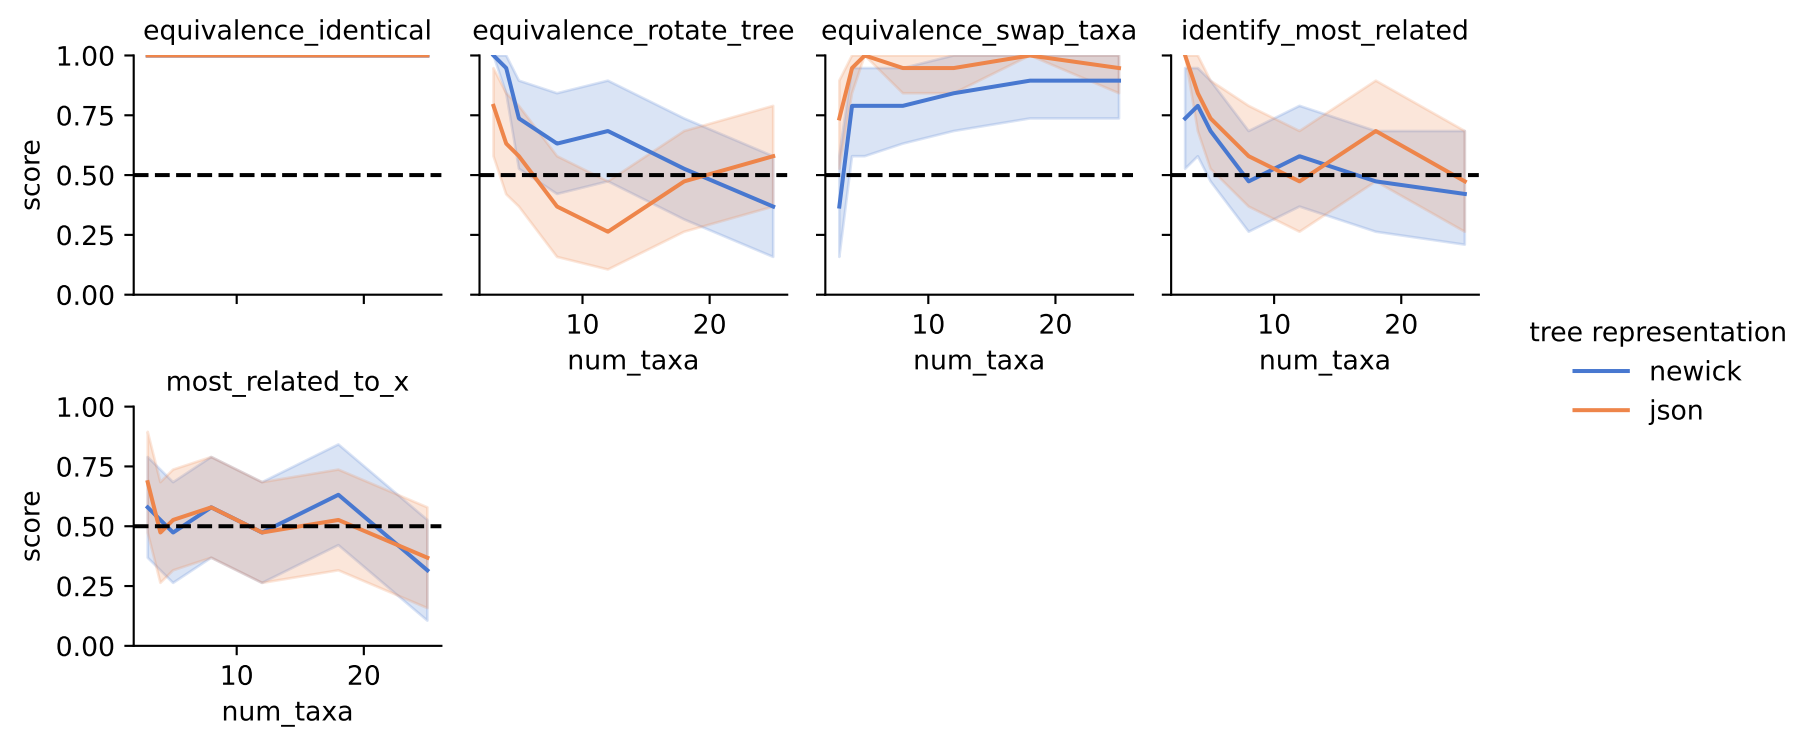 equivalence_identical
equivalence_rotate_tree
equivalence_swap_taxa
identify_most_related
1.00
0.75
0.50
0.25
0.00
score
10
20
num_taxa
10
20
num_taxa
10
20
num_taxa
tree representation
newick
json
most_related_to_x
1.00
0.75
0.50
0.25
0.00
score
10
20
num_taxa